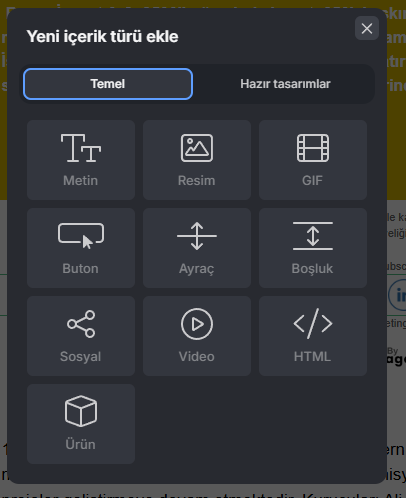 Yeni içerik türü ekle
Temel
Hazır tasarımlar
Metin
Resim
GIF
Buton
Ayraç
Boşluk
Sosyal
Video
HTML
Ürün